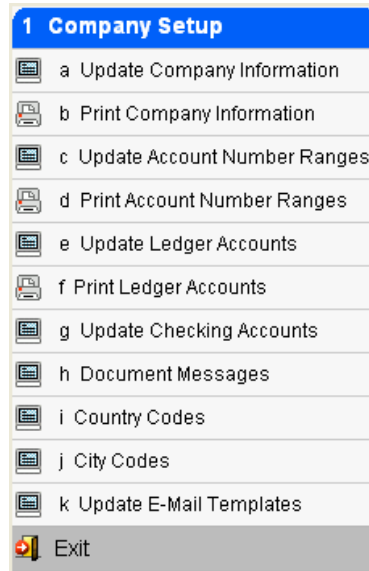 1 Company Setup
a Update Company Information
b Print Company Information
c Update Account Number Ranges
d Print Account Number Ranges
e Update Ledger Accounts
f Print Ledger Accounts
g Update Checking Accounts
h Document Messages
i Country Codes
j City Codes
k Update E-Mail Templates
Exit